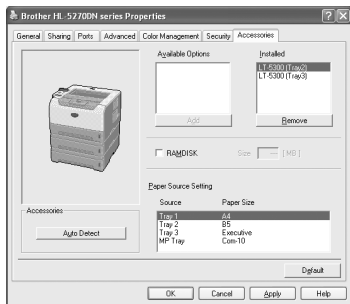 Brother HL-5270DN series Properties
General Sharing Ports Advanced Color Management Security Accessories
Available Options
Installed
LT-5300 (Tray2)
LT-5300 (Tray3)
Add
Remove
RAMDISK
Size
[MB]
Paper Source Setting
Source Paper Size
Tray 1 A4
Tray 2 B5
Tray 3 Executive
MP Tray Com-10
Accessories
Auto Detect
Default
OK Cancel Apply Help